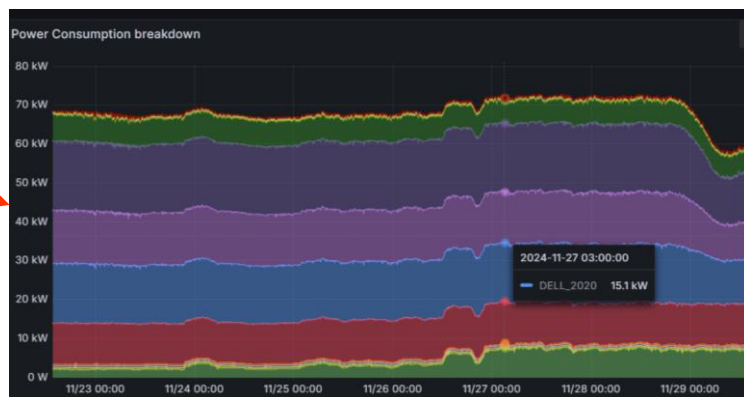 Power Consumption breakdown
80 kW
70 kW
60 kW
50 kW
40 kW
30 kW
20 kW
10 kW
0 W
2024-11-27 03:00:00
DELL_2020 15.1 kW
11/23 00:00 11/24 00:00 11/25 00:00 11/26 00:00 11/27 00:00 11/28 00:00 11/29 00:00